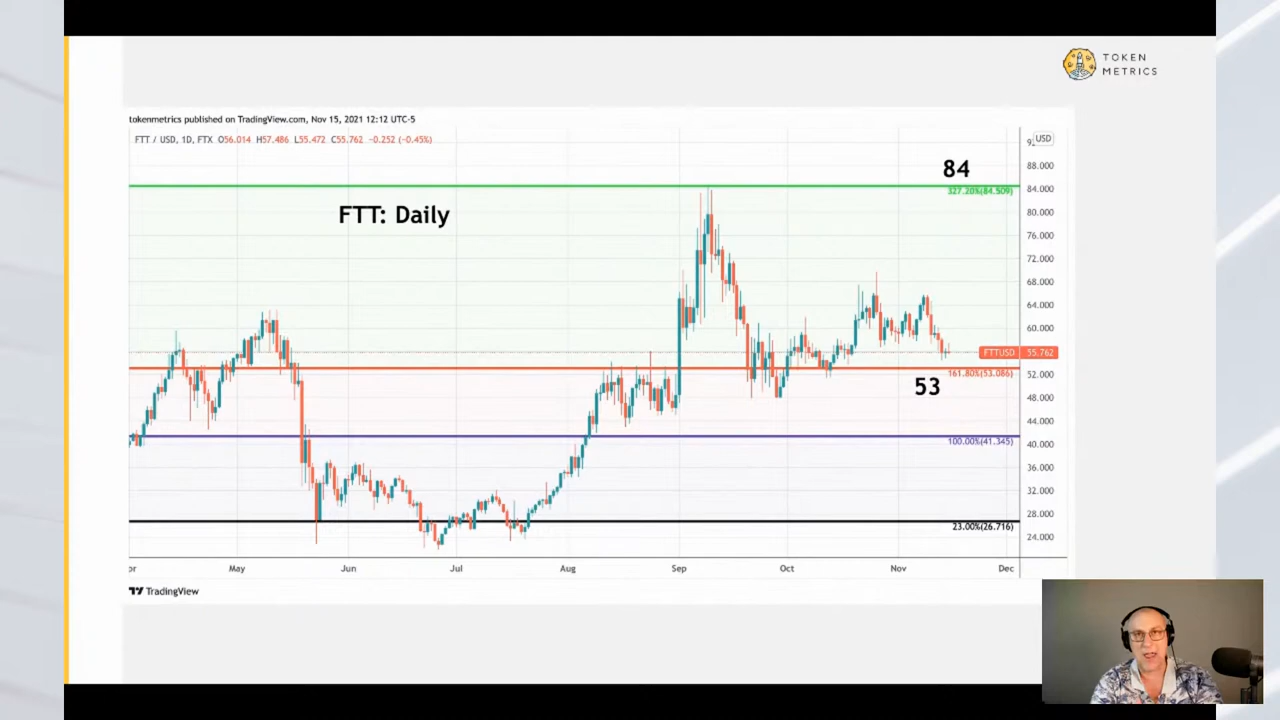 TOKEN
METRICS
tokenmetrics published on TradingView.com, Nov 15, 2021 12:12 UTC-5
FTT / USD, 1D, FTX O56.014 H57.486 L55.472 C55.762 -0.252 (-0.45%)
USD
84
88.000
327.20%(84.509)
84.000
FTT: Daily
80.000
76.000
72.000
68.000
64.000
60.000
FTTUSD 55.762
161.80%(53.086)
52.000
53
48.000
44.000
100.00%(41.345)
40.000
36.000
32.000
28.000
23.00%(26.716)
24.000
May Jun Jul Aug Sep Oct Nov Dec
TradingView